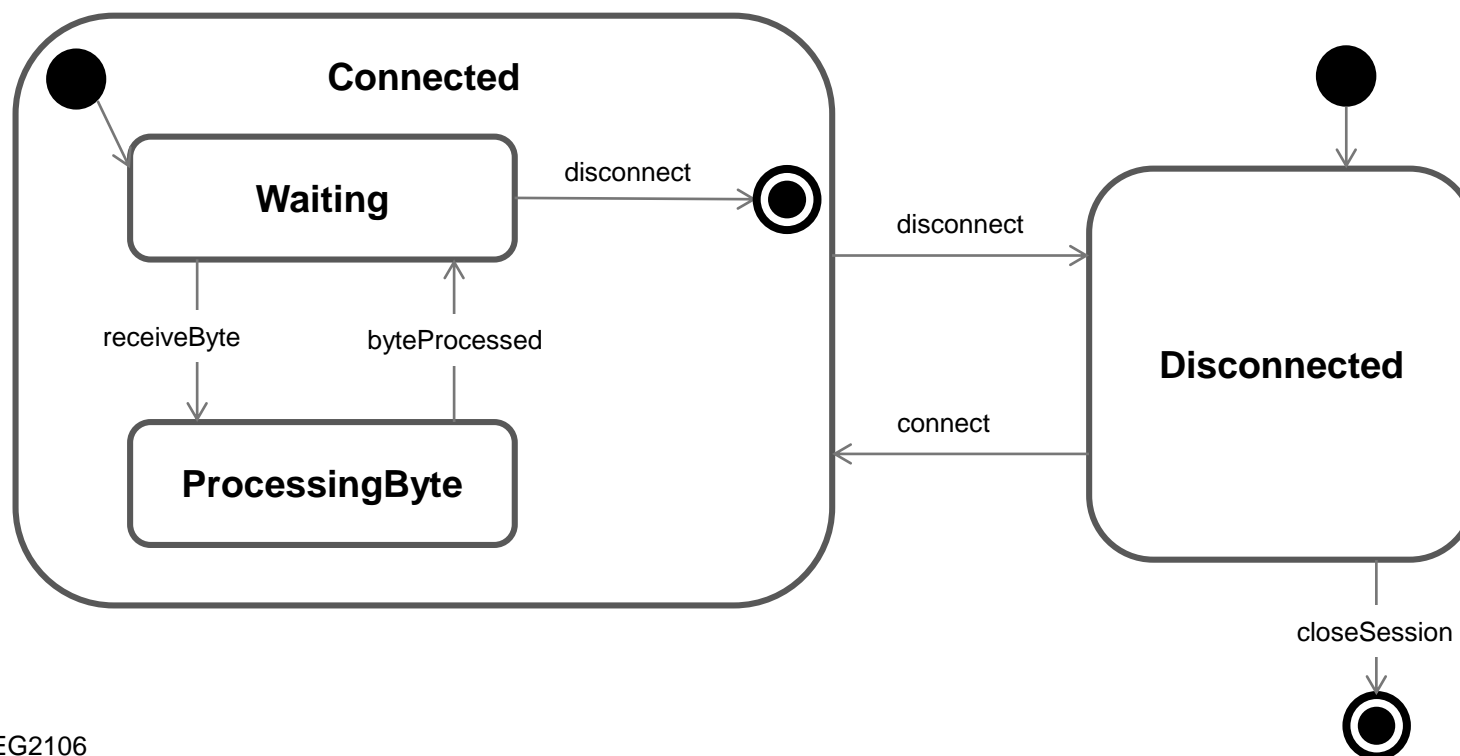 Connected
Waiting
disconnect
disconnect
receiveByte
byteProcessed
Disconnected
connect
ProcessingByte
closeSession
EG2106